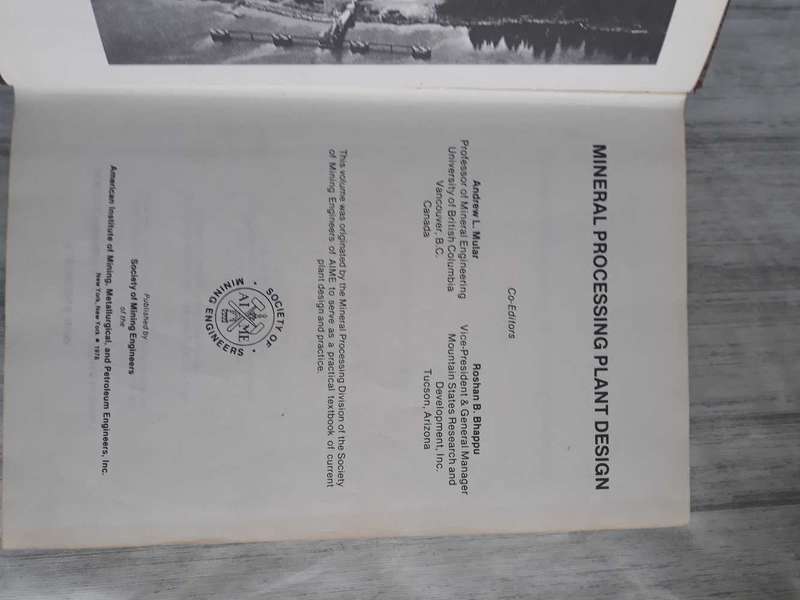 MINERAL PROCESSING PLANT DESIGN
Co-Editors
Andrew L. Mular
Professor of Mineral Engineering
University of British Columbia
Vancouver, B.C.
Canada
Roshan B. Bhappu
Vice-President & General Manager
Mountain States Research and
Development, Inc.
Tucson, Arizona
This volume was originated by the Mineral Processing Division of the Society
of Mining Engineers of AIME to serve as a practical textbook of current
plant design and practice.
SOCIETY OF
MINING ENGINEERS
AIME
Published by
Society of Mining Engineers
of the
American Institute of Mining, Metallurgical, and Petroleum Engineers, Inc.
New York, New York • 1978